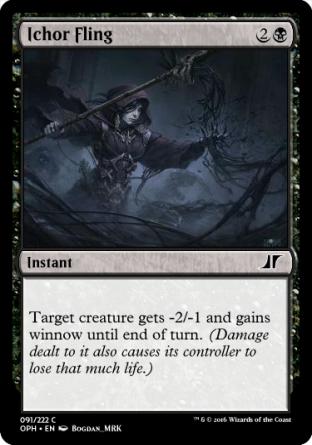 Ichor Fling 2
Instant
Target creature gets -2/-1 and gains
winnow until end of turn. (Damage
dealt to it also causes its controller to
lose that much life.)
091/222 C
OPH • EN Bogdan_MRK
™ & © 2016 Wizards of the Coast